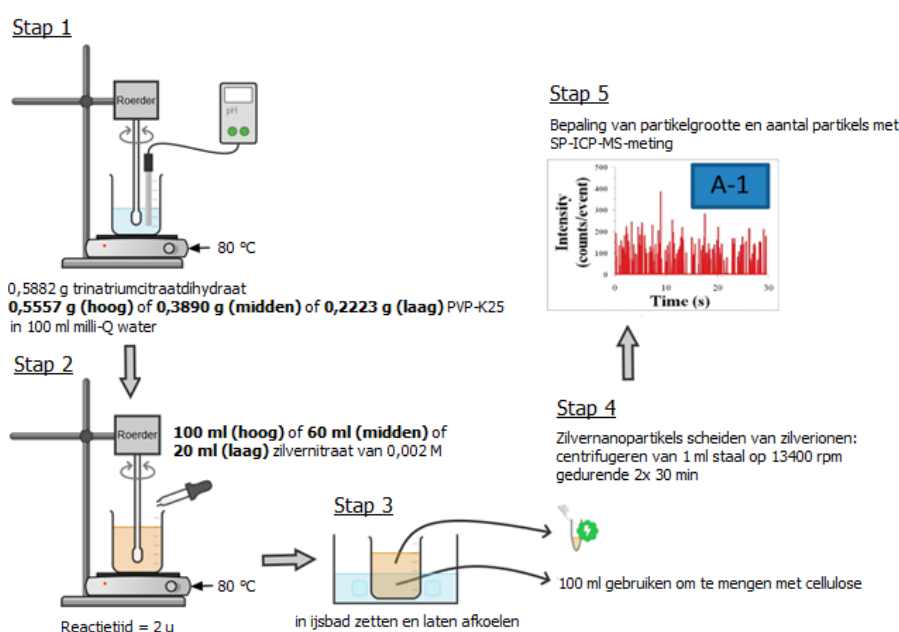 Stap 1
Roerder
pH
80 °C
0,5882 g trinatriumcitraatdihydraat
0,5557 g (hoog) of 0,3890 g (midden) of 0,2223 g (laag) PVP-K25
in 100 ml milli-Q water
Stap 2
Roerder
100 ml (hoog) of 60 ml (midden) of
20 ml (laag) zilvernitraat van 0,002 M
80 °C
Reactietijd = 2 u
Stap 3
in ijsbad zetten en laten afkoelen
100 ml gebruiken om te mengen met cellulose
Stap 4
Zilvernanopartikels scheiden van zilverionen:
centrifugeren van 1 ml staal op 13400 rpm
gedurende 2x 30 min
Stap 5
Bepaling van partikelgrootte en aantal partikels met
SP-ICP-MS-meting
A-1
Intensity
(counts/event)
500
400
300
200
100
0
0 10 20 30
Time (s)